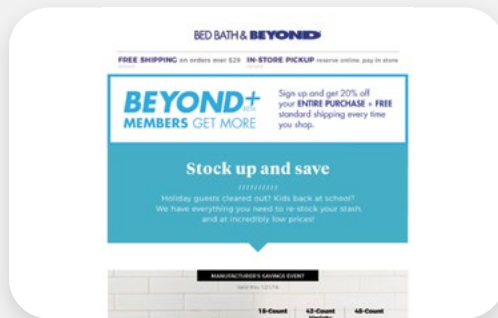 BED BATH & BEYOND
FREE SHIPPING on orders over $29 IN-STORE PICKUP reserve online, pay in store
BEYOND+
MEMBERS GET MORE
Sign up and get 20% off
your ENTIRE PURCHASE + FREE
standard shipping every time
you shop.
Stock up and save
Holiday guests cleared out? Kids back at school?
We have everything you need to re-stock your stash,
and at incredibly low prices!
MANUFACTURER'S SAVINGS EVENT
18-Count 42-Count 48-Count
Variety